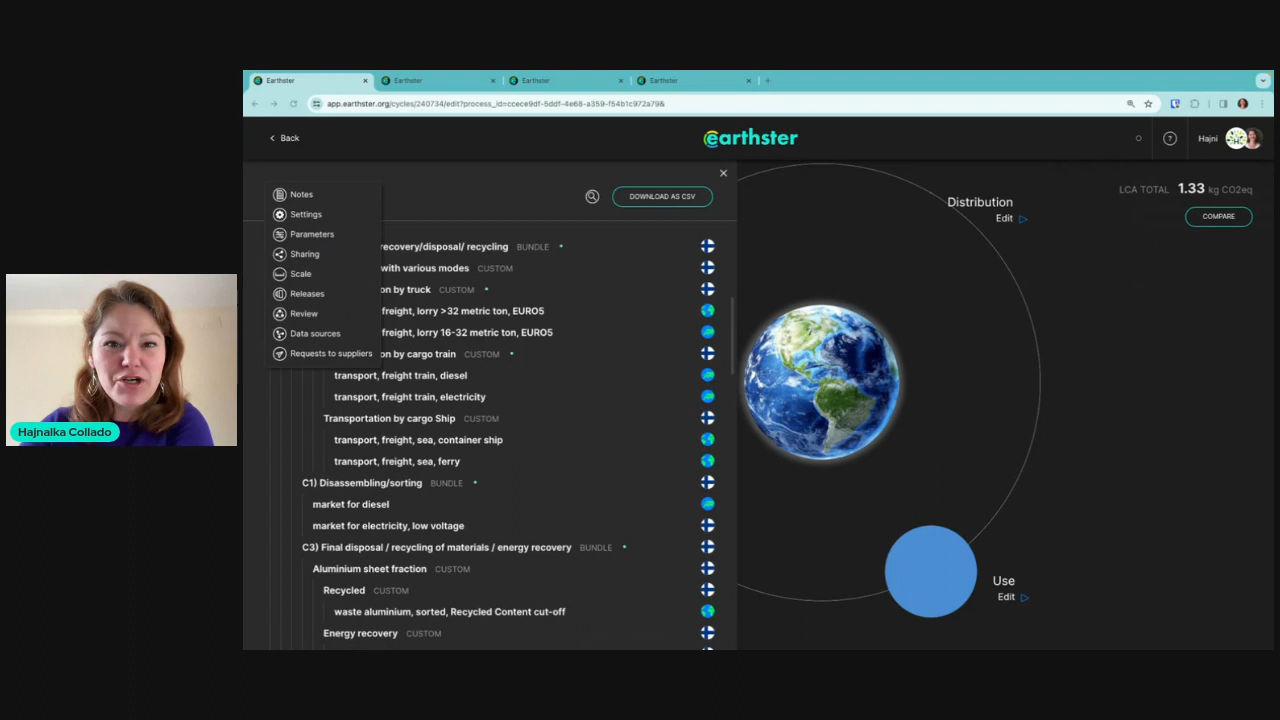 Earthster
Earthster
Earthster
Earthster
app.earthster.org/cycles/240734/edit?process_id=ccece9df-5ddf-4e68-a359-f54b1c972a79&
Back
earthster
Hajni
DOWNLOAD AS CSV
Notes
Settings
Parameters
Sharing
Scale
Releases
Review
Data sources
Requests to suppliers
recovery/disposal/ recycling BUNDLE
with various modes CUSTOM
on by truck CUSTOM
freight, lorry >32 metric ton, EURO5
freight, lorry 16-32 metric ton, EURO5
on by cargo train CUSTOM
transport, freight train, diesel
transport, freight train, electricity
Transportation by cargo Ship CUSTOM
transport, freight, sea, container ship
transport, freight, sea, ferry
C1) Disassembling/sorting BUNDLE
market for diesel
market for electricity, low voltage
C3) Final disposal / recycling of materials / energy recovery BUNDLE
Aluminium sheet fraction CUSTOM
Recycled CUSTOM
waste aluminium, sorted, Recycled Content cut-off
Energy recovery CUSTOM
Distribution
Edit
LCA TOTAL 1.33 kg CO2eq
COMPARE
Use
Edit
Hajnalka Collado